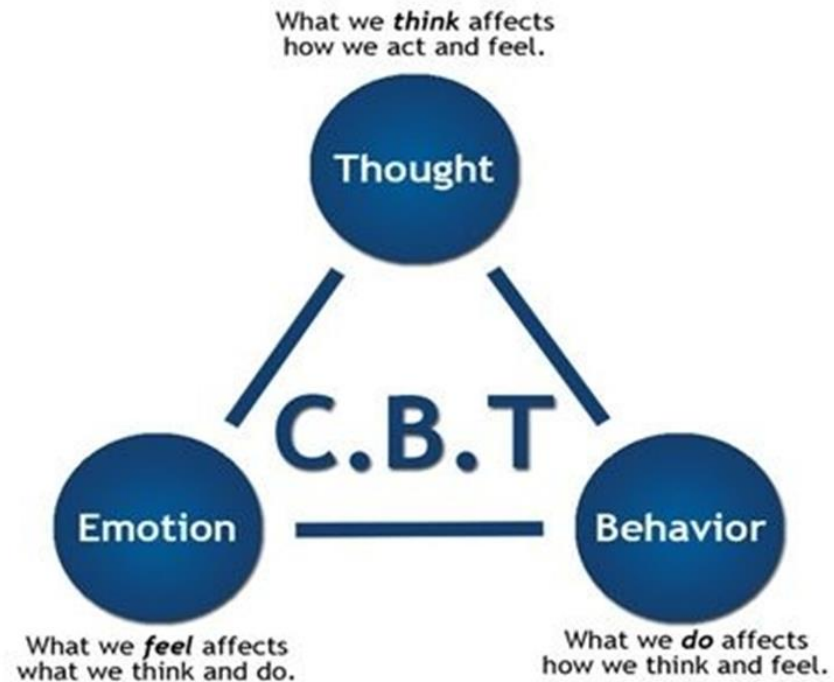 What we think affects
how we act and feel.
Thought
C.B.T
Emotion
Behavior
What we feel affects
what we think and do.
What we do affects
how we think and feel.